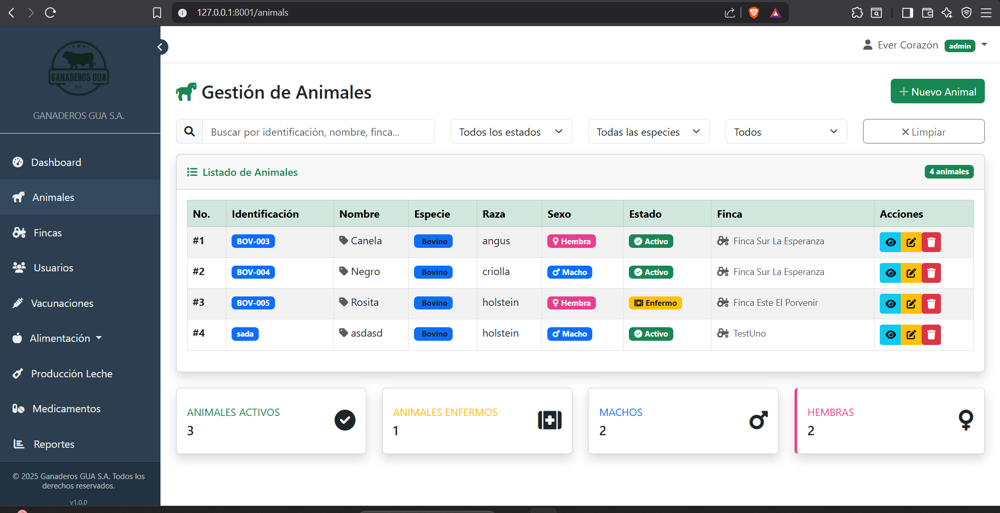 127.0.0.1:8001/animals
GANADEROS GUA
S.A.
GANADEROS GUA S.A.
Dashboard
Animales
Fincas
Usuarios
Vacunaciones
Alimentación
Producción Leche
Medicamentos
Reportes
© 2025 Ganaderos GUA S.A. Todos los
derechos reservados.
v1.0.0
Ever Corazón admin
Gestión de Animales
Nuevo Animal
Buscar por identificación, nombre, finca... Todos los estados Todas las especies Todos Limpiar
Listado de Animales 4 animales
No. Identificación Nombre Especie Raza Sexo Estado Finca Acciones
#1 BOV-003 Canela Bovino angus Hembra Activo Finca Sur La Esperanza
#2 BOV-004 Negro Bovino criolla Macho Activo Finca Sur La Esperanza
#3 BOV-005 Rosita Bovino holstein Hembra Enfermo Finca Este El Porvenir
#4 sada asdasd Bovino holstein Macho Activo TestUno
ANIMALES ACTIVOS
3
ANIMALES ENFERMOS
1
MACHOS
2
HEMBRAS
2